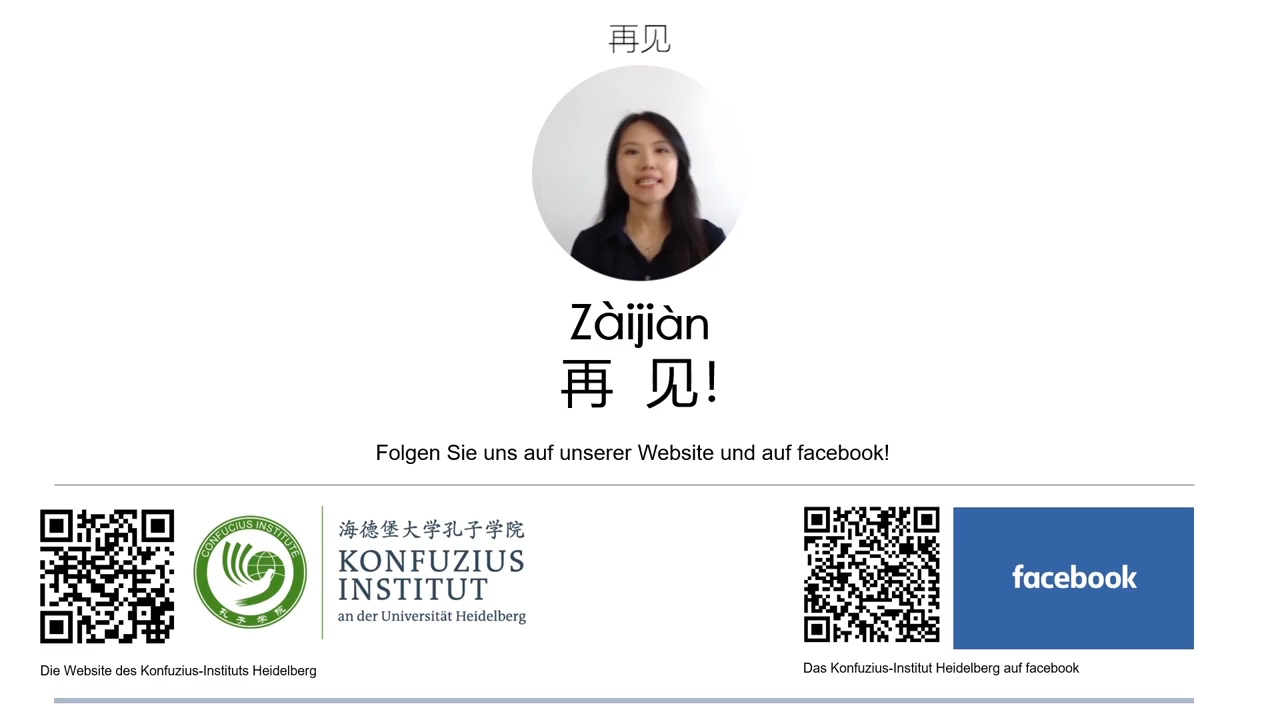 再见
Zàijiàn
再 见!
Folgen Sie uns auf unserer Website und auf facebook!
CONFUCIUS INSTITUTE
孔子学院
海德堡大学孔子学院
KONFUZIUS
INSTITUT
an der Universität Heidelberg
facebook
Die Website des Konfuzius-Instituts Heidelberg
Das Konfuzius-Institut Heidelberg auf facebook